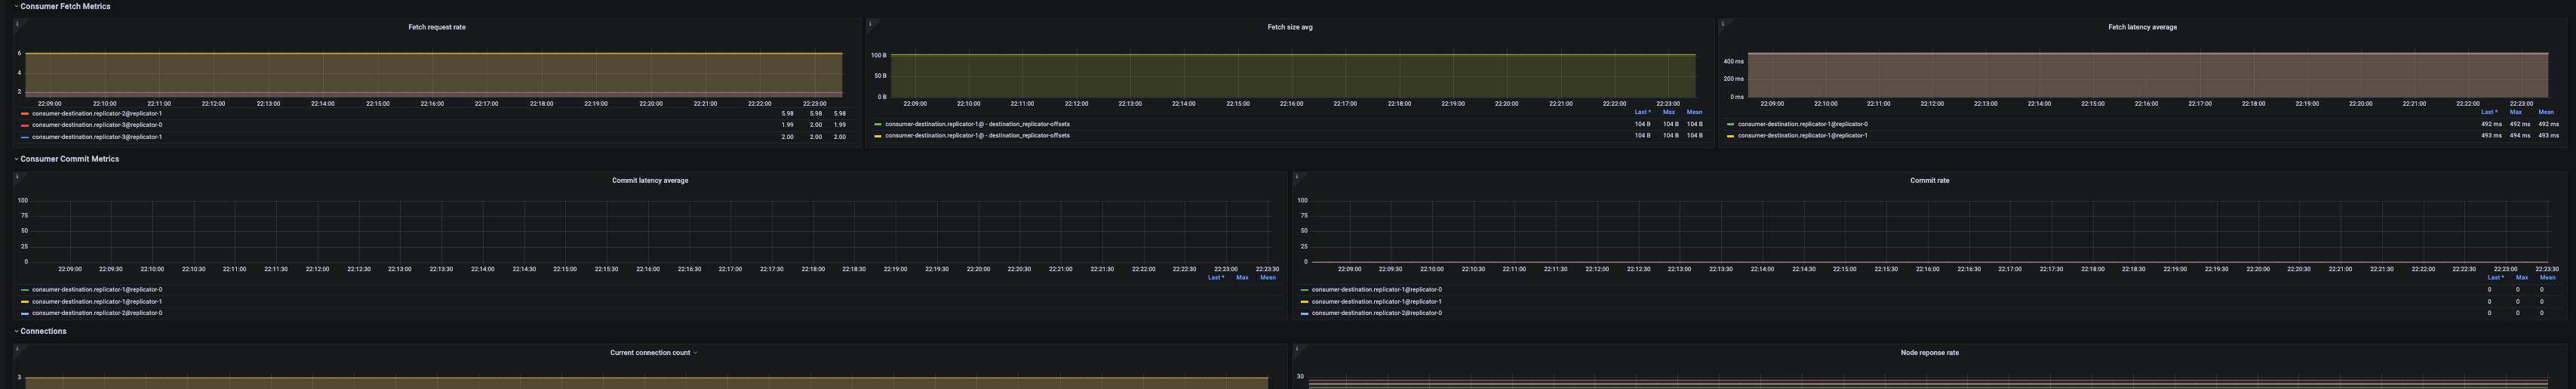 Consumer Fetch Metrics
Fetch request rate
6
4
2
22:09:00 22:10:00 22:11:00 22:12:00 22:13:00 22:14:00 22:15:00 22:16:00 22:17:00 22:18:00 22:19:00 22:20:00 22:21:00 22:22:00 22:23:00
consumer-destination.replicator-2@replicator-1 5.98 5.98 5.98
consumer-destination.replicator-3@replicator-0 1.99 2.00 1.99
consumer-destination.replicator-3@replicator-1 2.00 2.00 2.00
Fetch size avg
100 B
50 B
0 B
22:09:00 22:10:00 22:11:00 22:12:00 22:13:00 22:14:00 22:15:00 22:16:00 22:17:00 22:18:00 22:19:00 22:20:00 22:21:00 22:22:00 22:23:00
Last * Max Mean
consumer-destination.replicator-1@ - destination_replicator-offsets 104 B 104 B 104 B
consumer-destination.replicator-1@ - destination_replicator-offsets 104 B 104 B 104 B
Fetch latency average
400 ms
200 ms
0 ms
22:09:00 22:10:00 22:11:00 22:12:00 22:13:00 22:14:00 22:15:00 22:16:00 22:17:00 22:18:00 22:19:00 22:20:00 22:21:00 22:22:00 22:23:00
Last * Max Mean
consumer-destination.replicator-1@replicator-0 492 ms 492 ms 492 ms
consumer-destination.replicator-1@replicator-1 493 ms 494 ms 493 ms
Consumer Commit Metrics
Commit latency average
100
75
50
25
0
22:09:00 22:09:30 22:10:00 22:10:30 22:11:00 22:11:30 22:12:00 22:12:30 22:13:00 22:13:30 22:14:00 22:14:30 22:15:00 22:15:30 22:16:00 22:16:30 22:17:00 22:17:30 22:18:00 22:18:30 22:19:00 22:19:30 22:20:00 22:20:30 22:21:00 22:21:30 22:22:00 22:22:30 22:23:00 22:23:30
Last * Max Mean
consumer-destination.replicator-1@replicator-0
consumer-destination.replicator-1@replicator-1
consumer-destination.replicator-2@replicator-0
Commit rate
100
75
50
25
0
22:09:00 22:09:30 22:10:00 22:10:30 22:11:00 22:11:30 22:12:00 22:12:30 22:13:00 22:13:30 22:14:00 22:14:30 22:15:00 22:15:30 22:16:00 22:16:30 22:17:00 22:17:30 22:18:00 22:18:30 22:19:00 22:19:30 22:20:00 22:20:30 22:21:00 22:21:30 22:22:00 22:22:30 22:23:00 22:23:30
Last * Max Mean
consumer-destination.replicator-1@replicator-0 0 0 0
consumer-destination.replicator-1@replicator-1 0 0 0
consumer-destination.replicator-2@replicator-0 0 0 0
Connections
Current connection count
3
Node reponse rate
30